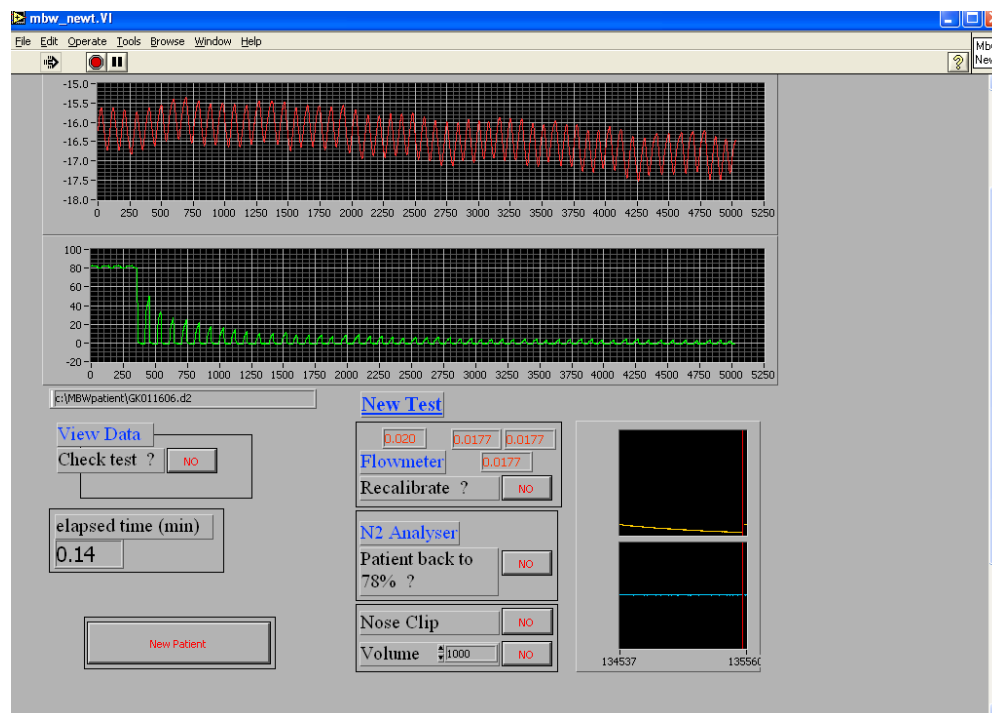 mbw_newt.VI
File Edit Operate Tools Browse Window Help
-15.0
-15.5
-16.0
-16.5
-17.0
-17.5
-18.0
0 250 500 750 1000 1250 1500 1750 2000 2250 2500 2750 3000 3250 3500 3750 4000 4250 4500 4750 5000 5250
100
80
60
40
20
0
-20
0 250 500 750 1000 1250 1500 1750 2000 2250 2500 2750 3000 3250 3500 3750 4000 4250 4500 4750 5000 5250
c:\MBWpatient\GK011606.d2
View Data
Check test ? NO
elapsed time (min)
0.14
New Patient
New Test
0.020 0.0177 0.0177
Flowmeter 0.0177
Recalibrate ? NO
N2 Analyser
Patient back to
78% ? NO
Nose Clip NO
Volume 1000 NO
134537 135560